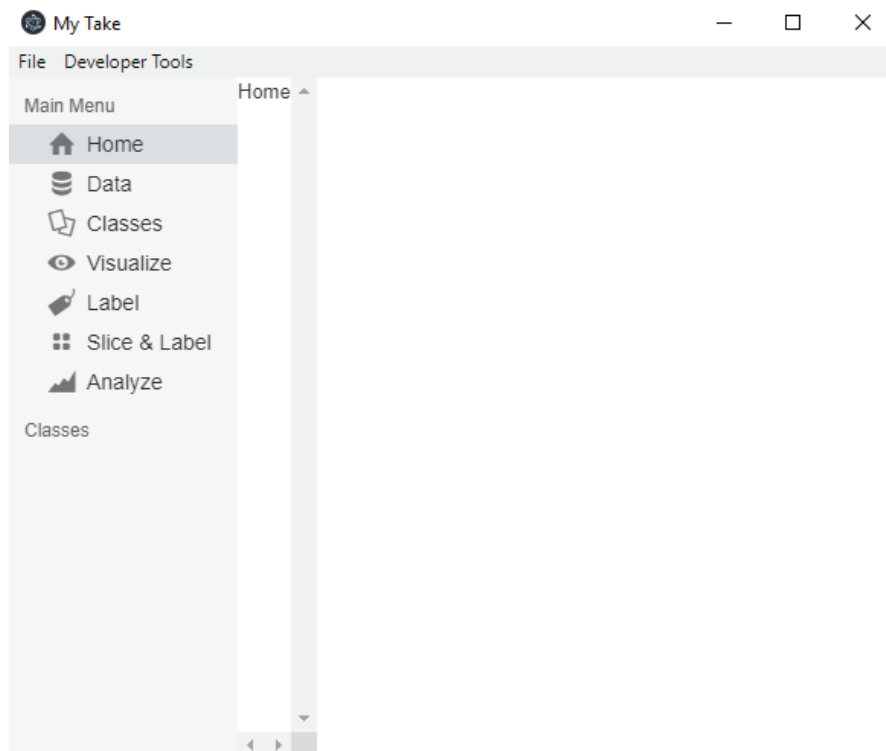 My Take
File Developer Tools
Main Menu
Home
Data
Classes
Visualize
Label
Slice & Label
Analyze
Classes
Home